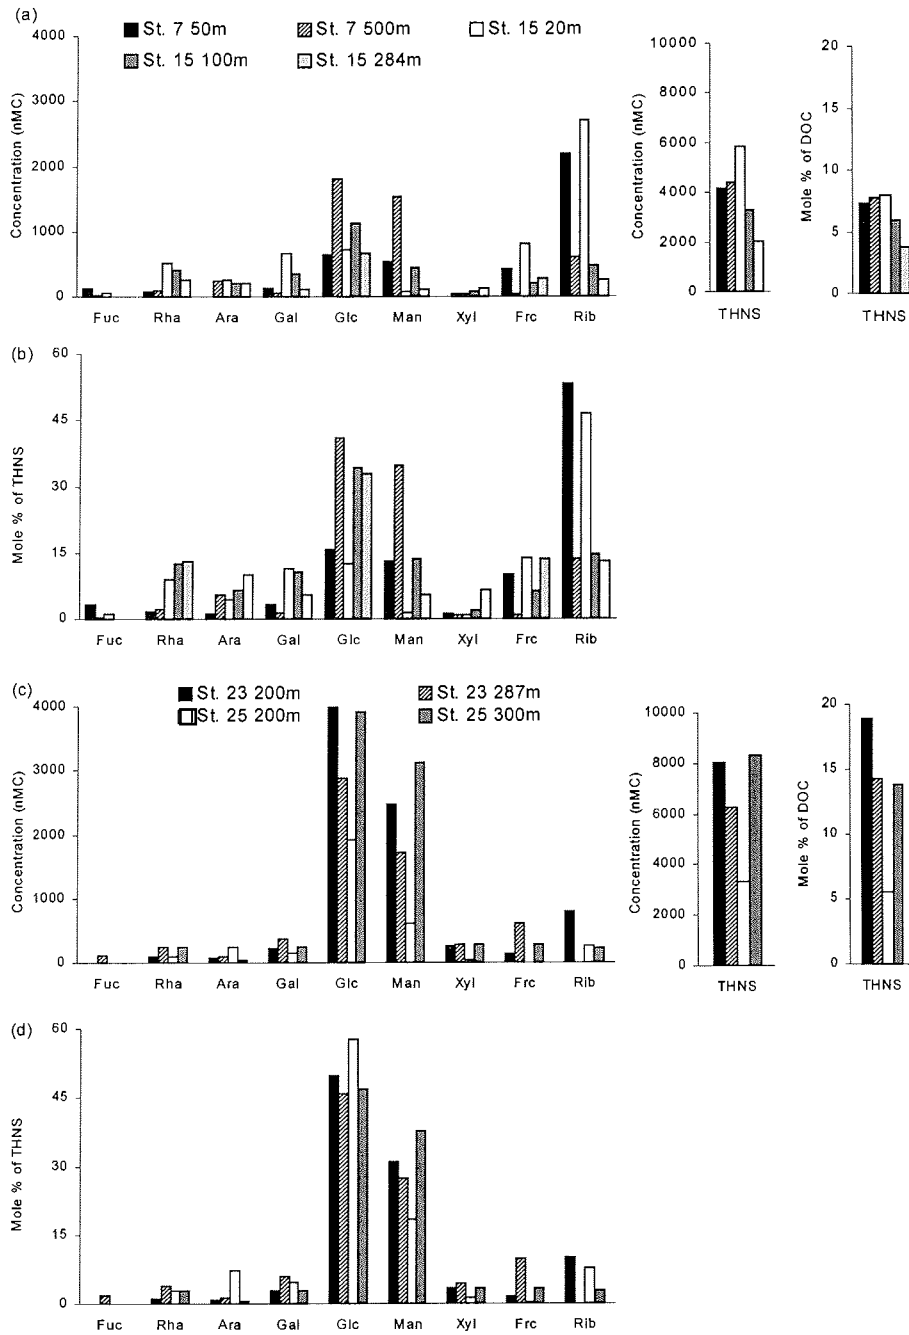 (a)
St. 7 50m St. 7 500m St. 15 20m
St. 15 100m St. 15 284m
Concentration (nMC)
4000
3000
2000
1000
0
Fuc Rha Ara Gal Glc Man Xyl Frc Rib
Concentration (nMC)
10000
8000
6000
4000
2000
0
THNS
Mole % of DOC
20
15
10
5
0
THNS
(b)
Mole % of THNS
60
45
30
15
0
Fuc Rha Ara Gal Glc Man Xyl Frc Rib
(c)
St. 23 200m St. 23 287m
St. 25 200m St. 25 300m
Concentration (nMC)
4000
3000
2000
1000
0
Fuc Rha Ara Gal Glc Man Xyl Frc Rib
Concentration (nMC)
10000
8000
6000
4000
2000
0
THNS
Mole % of DOC
20
15
10
5
0
THNS
(d)
Mole % of THNS
60
45
30
15
0
Fuc Rha Ara Gal Glc Man Xyl Frc Rib